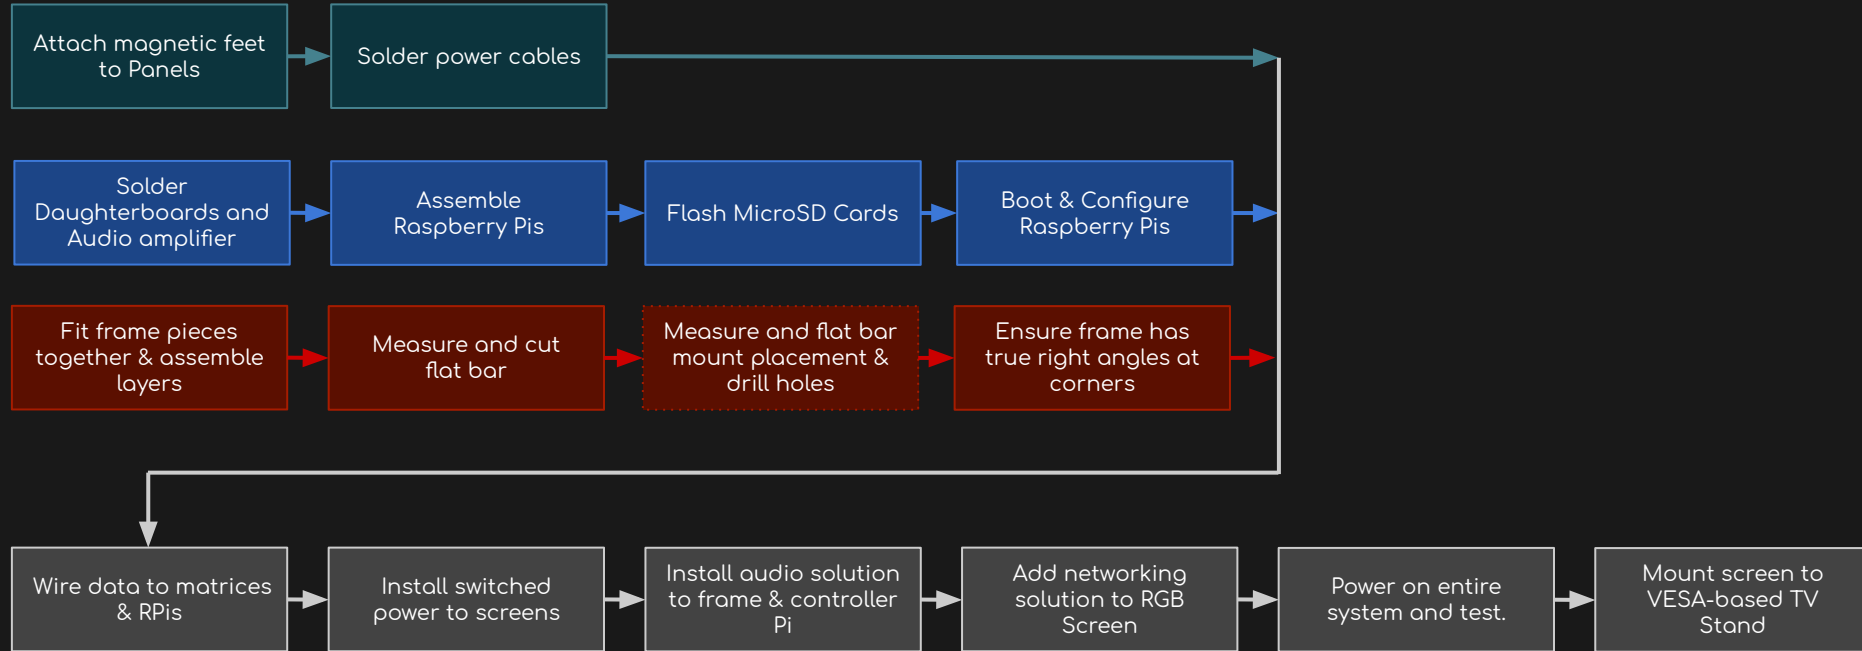 Attach magnetic feet
to Panels
Solder power cables
Solder
Daughterboards and
Audio amplifier
Assemble
Raspberry Pis
Flash MicroSD Cards
Boot & Configure
Raspberry Pis
Fit frame pieces
together & assemble
layers
Measure and cut
flat bar
Measure and flat bar
mount placement &
drill holes
Ensure frame has
true right angles at
corners
Wire data to matrices
& RPis
Install switched
power to screens
Install audio solution
to frame & controller
Pi
Add networking
solution to RGB
Screen
Power on entire
system and test.
Mount screen to
VESA-based TV
Stand